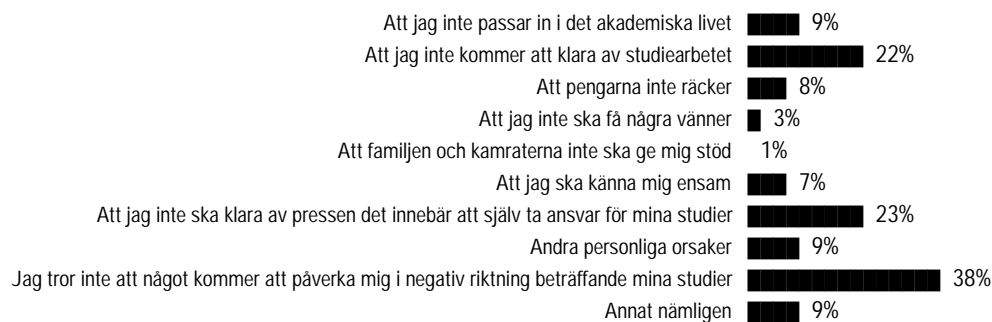 Att jag inte passar in i det akademiska livet 9%
Att jag inte kommer att klara av studiearbetet 22%
Att pengarna inte räcker 8%
Att jag inte ska få några vänner 3%
Att familjen och kamraterna inte ska ge mig stöd 1%
Att jag ska känna mig ensam 7%
Att jag inte ska klara av pressen det innebär att själv ta ansvar för mina studier 23%
Andra personliga orsaker 9%
Jag tror inte att något kommer att påverka mig i negativ riktning beträffande mina studier 38%
Annat nämligen 9%